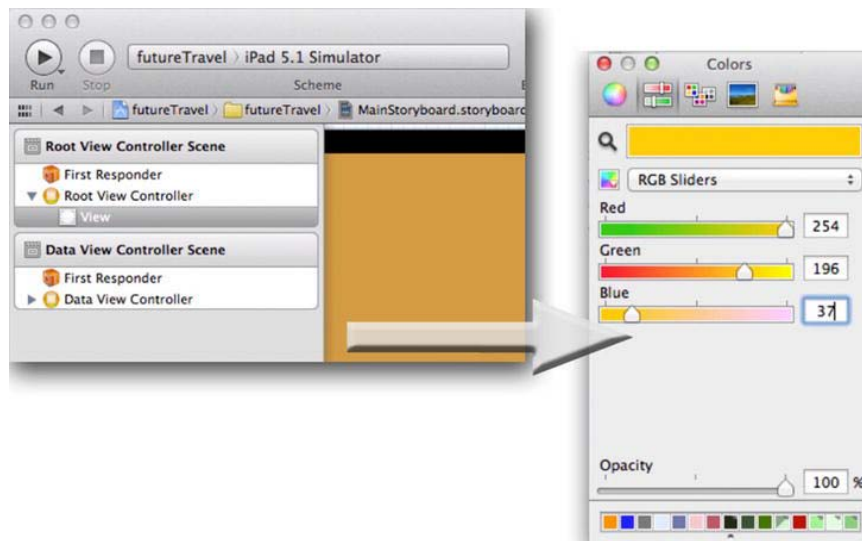 futureTravel › iPad 5.1 Simulator
Run Stop Scheme
futureTravel › futureTravel › MainStoryboard.storyboard
Root View Controller Scene
First Responder
Root View Controller
View
Data View Controller Scene
First Responder
Data View Controller
Colors
RGB Sliders
Red
254
Green
196
Blue
37
Opacity
100 %